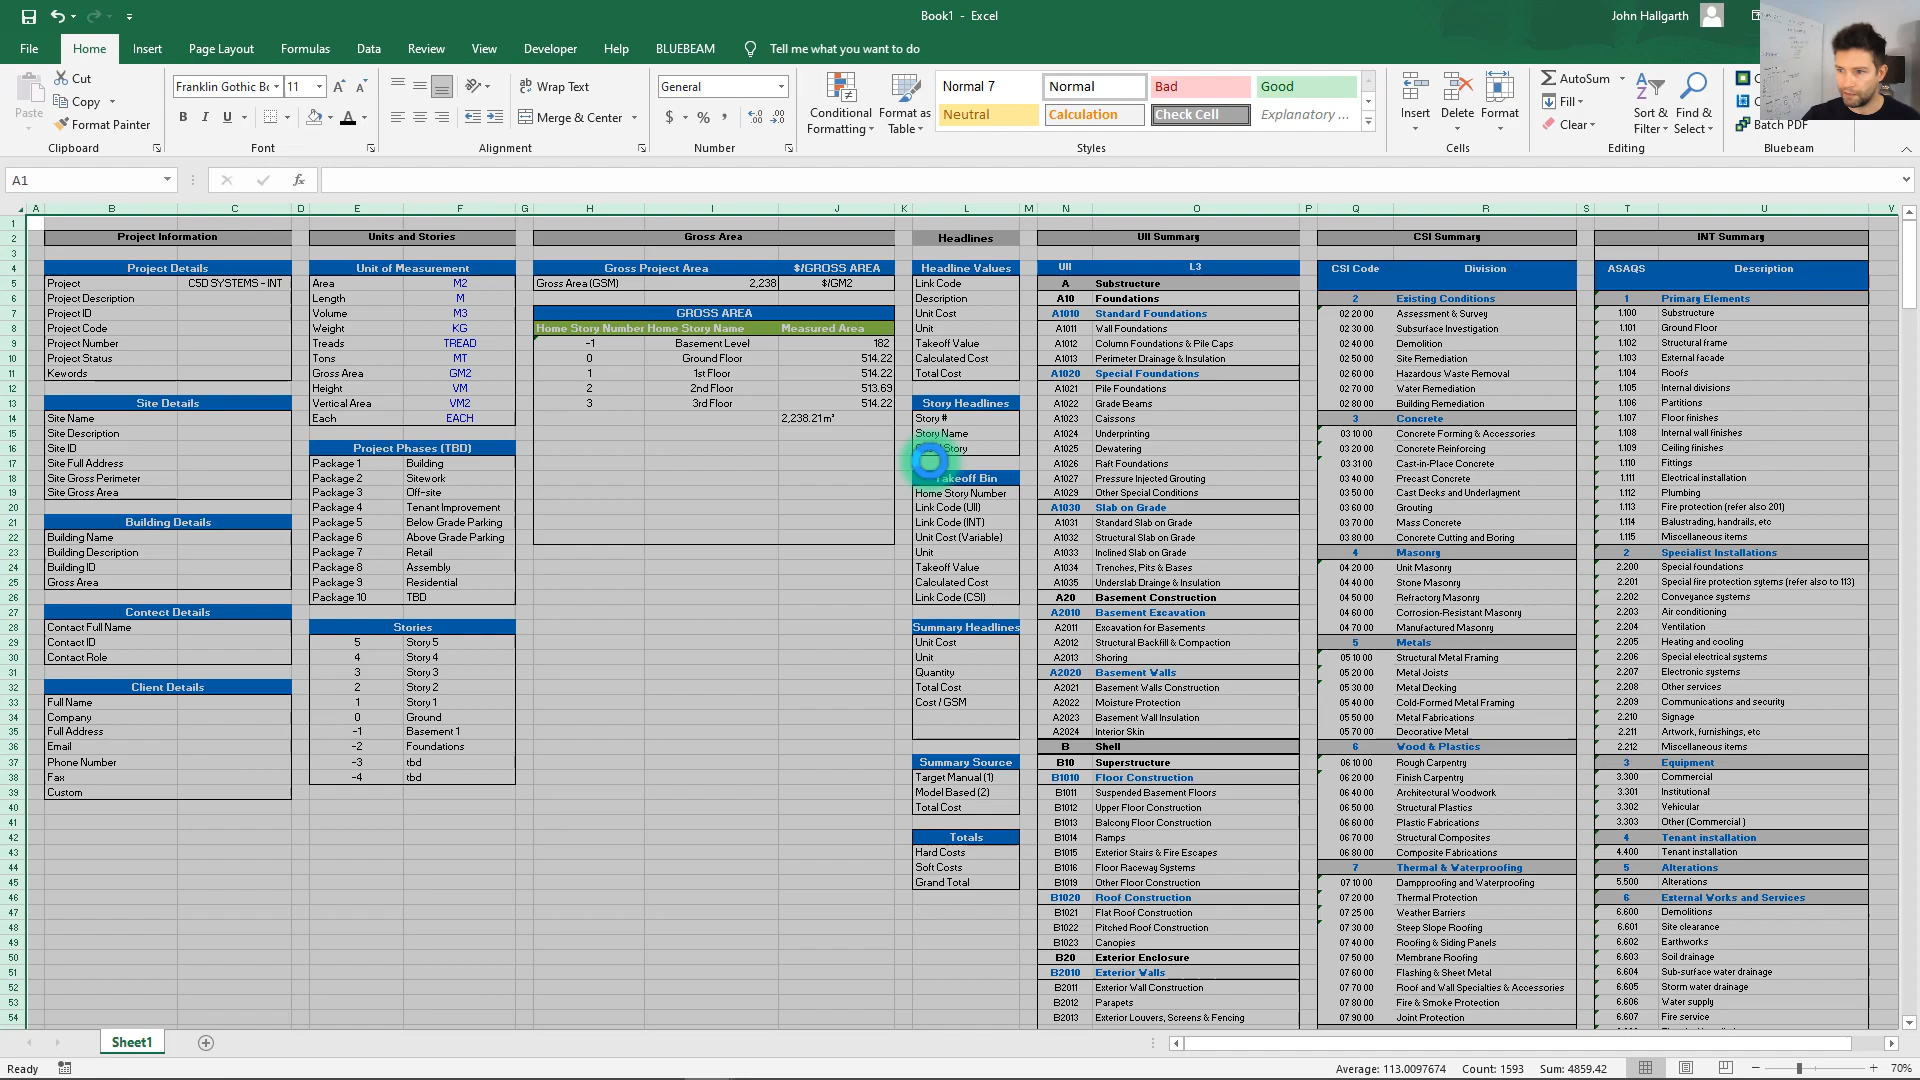 Book1 - Excel
John Hallgarth
File Home Insert Page Layout Formulas Data Review View Developer Help BLUEBEAM Tell me what you want to do
Paste
Cut
Copy
Format Painter
Clipboard
Franklin Gothic Bc 11
B I U
Font
Wrap Text
Merge & Center
Alignment
General
$ % ,
Number
Conditional Formatting
Format as Table
Normal 7 Normal Bad Good
Neutral Calculation Check Cell Explanatory ...
Styles
Insert Delete Format
Cells
AutoSum
Fill
Clear
Sort & Filter
Find & Select
Editing
Batch PDF
Bluebeam
A1
A B C D E F G H I J K L M N O P Q R S T U V
Project Information
Project Details
Project C5D SYSTEMS - INT
Project Description
Project ID
Project Code
Project Number
Project Status
Kewords
Site Details
Site Name
Site Description
Site ID
Site Full Address
Site Gross Perimeter
Site Gross Area
Building Details
Building Name
Building Description
Building ID
Gross Area
Contect Details
Contact Full Name
Contact ID
Contact Role
Client Details
Full Name
Company
Full Address
Email
Phone Number
Fax
Custom
Units and Stories
Unit of Measurement
Area M2
Length M
Volume M3
Weight KG
Treads TREAD
Tons MT
Gross Area GM2
Height VM
Vertical Area VM2
Each EACH
Project Phases (TBD)
Package 1 Building
Package 2 Sitework
Package 3 Off-site
Package 4 Tenant Improvement
Package 5 Below Grade Parking
Package 6 Above Grade Parking
Package 7 Retail
Package 8 Assembly
Package 9 Residential
Package 10 TBD
Stories
5 Story 5
4 Story 4
3 Story 3
2 Story 2
1 Story 1
0 Ground
-1 Basement 1
-2 Foundations
-3 tbd
-4 tbd
Gross Area
Gross Project Area $/GROSS AREA
Gross Area (GSM) 2,238 $/GM2
GROSS AREA
Home Story Number Home Story Name Measured Area
-1 Basement Level 182
0 Ground Floor 514.22
1 1st Floor 514.22
2 2nd Floor 513.69
3 3rd Floor 514.22
2,238.21m²
Headlines
Headline Values
Link Code
Description
Unit Cost
Unit
Takeoff Value
Calculated Cost
Total Cost
Story Headlines
Story #
Story Name
Story
Takeoff Bin
Home Story Number
Link Code (UII)
Link Code (INT)
Unit Cost (Variable)
Unit
Takeoff Value
Calculated Cost
Link Code (CSI)
Summary Headlines
Unit Cost
Unit
Quantity
Total Cost
Cost / GSM
Summary Source
Target Manual (1)
Model Based (2)
Total Cost
Totals
Hard Costs
Soft Costs
Grand Total
UII Summary
UII L3
A Substructure
A10 Foundations
A1010 Standard Foundations
A1011 Wall Foundations
A1012 Column Foundations & Pile Caps
A1013 Perimeter Drainage & Insulation
A1020 Special Foundations
A1021 Pile Foundations
A1022 Grade Beams
A1023 Caissons
A1024 Underprinting
A1025 Dewatering
A1026 Raft Foundations
A1027 Pressure Injected Grouting
A1029 Other Special Conditions
A1030 Slab on Grade
A1031 Standard Slab on Grade
A1032 Structural Slab on Grade
A1033 Inclined Slab on Grade
A1034 Trenches, Pits & Bases
A1035 Underslab Drainge & Insulation
A20 Basement Construction
A2010 Basement Excavation
A2011 Excavation for Basements
A2012 Structural Backfill & Compaction
A2013 Shoring
A2020 Basement Walls
A2021 Basement Walls Construction
A2022 Moisture Protection
A2023 Basement Wall Insulation
A2024 Interior Skin
B Shell
B10 Superstructure
B1010 Floor Construction
B1011 Suspended Basement Floors
B1012 Upper Floor Construction
B1013 Balcony Floor Construction
B1014 Ramps
B1015 Exterior Stairs & Fire Escapes
B1016 Floor Raceway Systems
B1019 Other Floor Construction
B1020 Roof Construction
B1021 Flat Roof Construction
B1022 Pitched Roof Construction
B1023 Canopies
B20 Exterior Enclosure
B2010 Exterior Walls
B2011 Exterior Wall Construction
B2012 Parapets
B2013 Exterior Louvers, Screens & Fencing
CSI Summary
CSI Code Division
2 Existing Conditions
02 20 00 Assessment & Survey
02 30 00 Subsurface Investigation
02 40 00 Demolition
02 50 00 Site Remediation
02 60 00 Hazardous Waste Removal
02 70 00 Water Remediation
02 80 00 Building Remediation
3 Concrete
03 10 00 Concrete Forming & Accessories
03 20 00 Concrete Reinforcing
03 31 00 Cast-in-Place Concrete
03 40 00 Precast Concrete
03 50 00 Cast Decks and Underlayment
03 60 00 Grouting
03 70 00 Mass Concrete
03 80 00 Concrete Cutting and Boring
4 Masonry
04 20 00 Unit Masonry
04 40 00 Stone Masonry
04 50 00 Refractory Masonry
04 60 00 Corrosion-Resistant Masonry
04 70 00 Manufactured Masonry
5 Metals
05 10 00 Structural Metal Framing
05 20 00 Metal Joists
05 30 00 Metal Decking
05 40 00 Cold-Formed Metal Framing
05 50 00 Metal Fabrications
05 70 00 Decorative Metal
6 Wood & Plastics
06 10 00 Rough Carpentry
06 20 00 Finish Carpentry
06 40 00 Architectural Woodwork
06 50 00 Structural Plastics
06 60 00 Plastic Fabrications
06 70 00 Structural Composites
06 80 00 Composite Fabrications
7 Thermal & Waterproofing
07 10 00 Dampproofing and Waterproofing
07 20 00 Thermal Protection
07 25 00 Weather Barriers
07 30 00 Steep Slope Roofing
07 40 00 Roofing & Siding Panels
07 50 00 Membrane Roofing
07 60 00 Flashing & Sheet Metal
07 70 00 Roof and Wall Specialties & Accessories
07 80 00 Fire & Smoke Protection
07 90 00 Joint Protection
INT Summary
ASAQS Description
1 Primary Elements
1.100 Substructure
1.101 Ground Floor
1.102 Structural frame
1.103 External facade
1.104 Roofs
1.105 Internal divisions
1.106 Partitions
1.107 Floor finishes
1.108 Internal wall finishes
1.109 Ceiling finishes
1.110 Fittings
1.111 Electrical installation
1.112 Plumbing
1.113 Fire protection (refer also 201)
1.114 Balustrading, handrails, etc
1.115 Miscellaneous items
2 Specialist Installations
2.200 Special foundations
2.201 Special fire protection sytems (refer also to 113)
2.202 Conveyance systems
2.203 Air conditioning
2.204 Ventilation
2.205 Heating and cooling
2.206 Special electrical systems
2.207 Electronic systems
2.208 Other services
2.209 Communications and security
2.210 Signage
2.211 Artwork, furnishings, etc
2.212 Miscellaneous items
3 Equipment
3.300 Commercial
3.301 Institutional
3.302 Vehicular
3.303 Other (Commercial )
4 Tenant installation
4.400 Tenant installation
5 Alterations
5.500 Alterations
6 External Works and Services
6.600 Demolitions
6.601 Site clearance
6.602 Earthworks
6.603 Soil drainage
6.604 Sub-surface water drainage
6.605 Storm water drainage
6.606 Water supply
6.607 Fire service
Sheet1
Ready
Average: 113.0097674 Count: 1593 Sum: 4859.42
70%